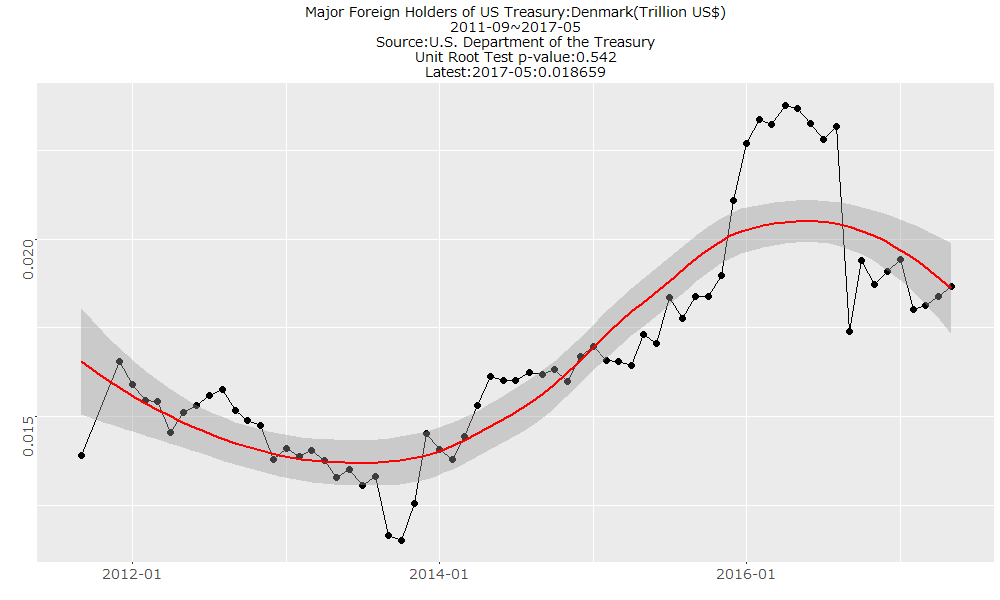 Major Foreign Holders of US Treasury:Denmark(Trillion US$)
2011-09~2017-05
Source:U.S. Department of the Treasury
Unit Root Test p-value:0.542
Latest:2017-05:0.018659
0.020
0.015
2012-01
2014-01
2016-01